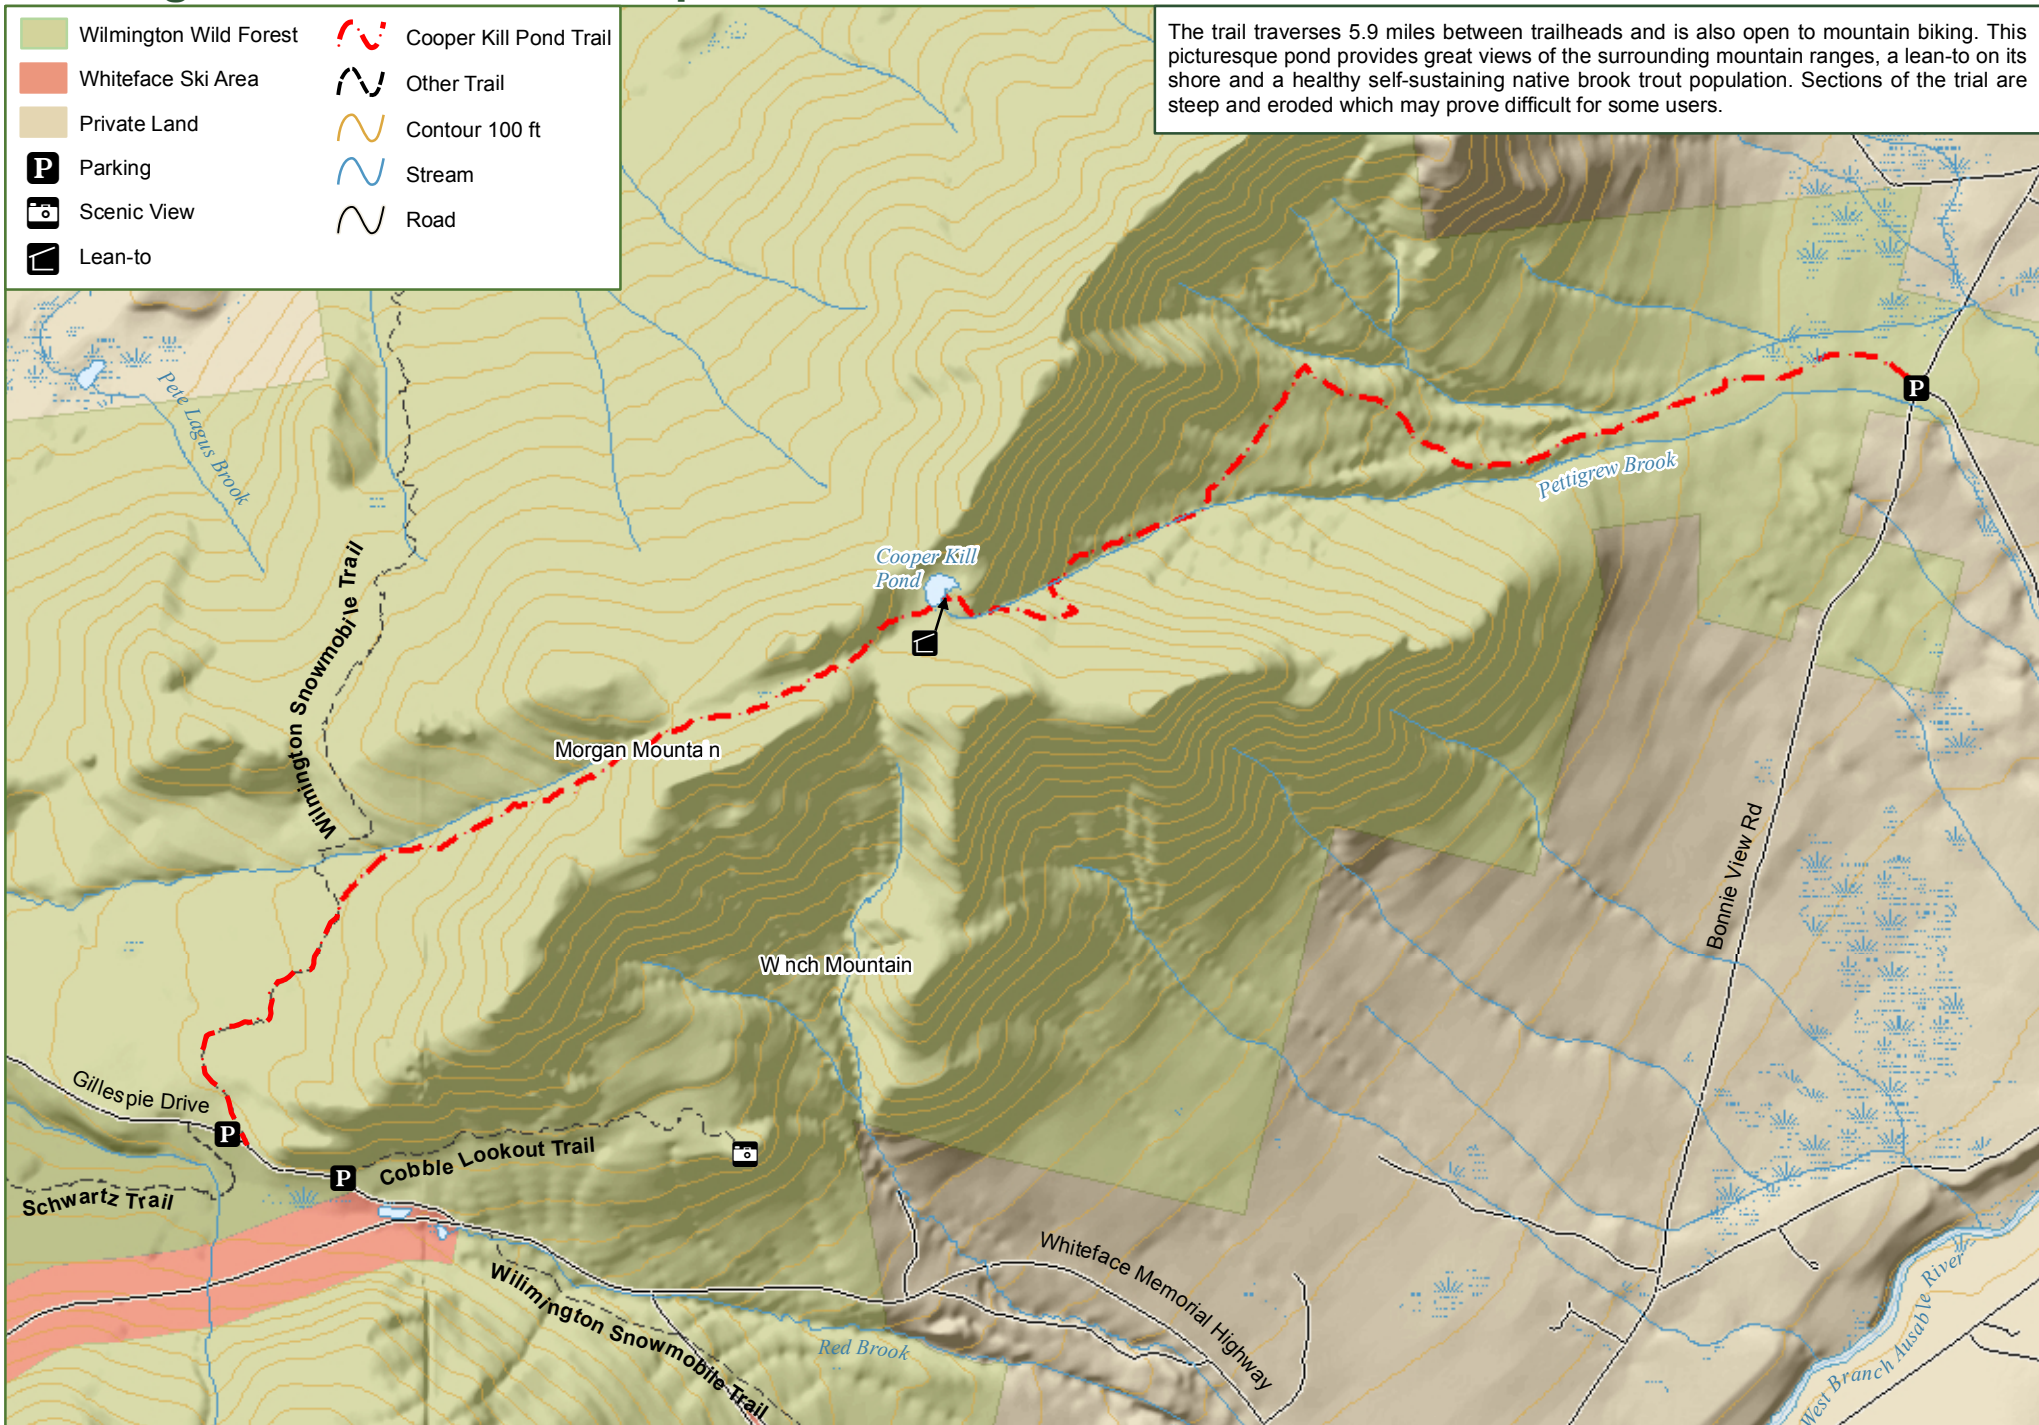 Wilmington Wild Forest
Whiteface Ski Area
Private Land
P Parking
Scenic View
Lean-to
Cooper Kill Pond Trail
Other Trail
Contour 100 ft
Stream
Road
The trail traverses 5.9 miles between trailheads and is also open to mountain biking. This
picturesque pond provides great views of the surrounding mountain ranges, a lean-to on its
shore and a healthy self-sustaining native brook trout population. Sections of the trial are
steep and eroded which may prove difficult for some users.
Pete Lagus Brook
P
Pettigrew Brook
Cooper Kill
Pond
Wilmington Snowmobile Trail
Morgan Mounta n
Bonnie View Rd
W nch Mountain
Gillespie Drive
P
P
Cobble Lookout Trail
Schwartz Trail
Whiteface Memorial Highway
Wilimington Snowmobile Trail
Red Brook
West Branch Ausable River